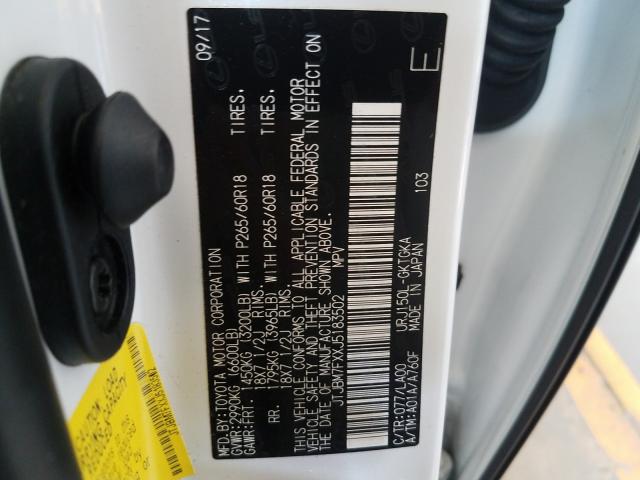 MFD.BY:TOYOTA MOTOR CORPORATION 09/17
GVWR:2990KG (6600LB)
GAWR:FRT. 1450KG (3200LB) WITH P265/60R18 TIRES.
18X7 1/2J RIMS.
RR. 1795KG (3965LB) WITH P265/60R18 TIRES.
18X7 1/2J RIMS.
THIS VEHICLE CONFORMS TO ALL APPLICABLE FEDERAL MOTOR
VEHICLE SAFETY AND THEFT PREVENTION STANDARDS IN EFFECT ON
THE DATE OF MANUFACTURE SHOWN ABOVE.
JTJBM7FXXJ5183502 MPV
E
C/TR:077/LA00 URJ150L-GKTGKA 103
A/TM:A01A/A760F MADE IN JAPAN